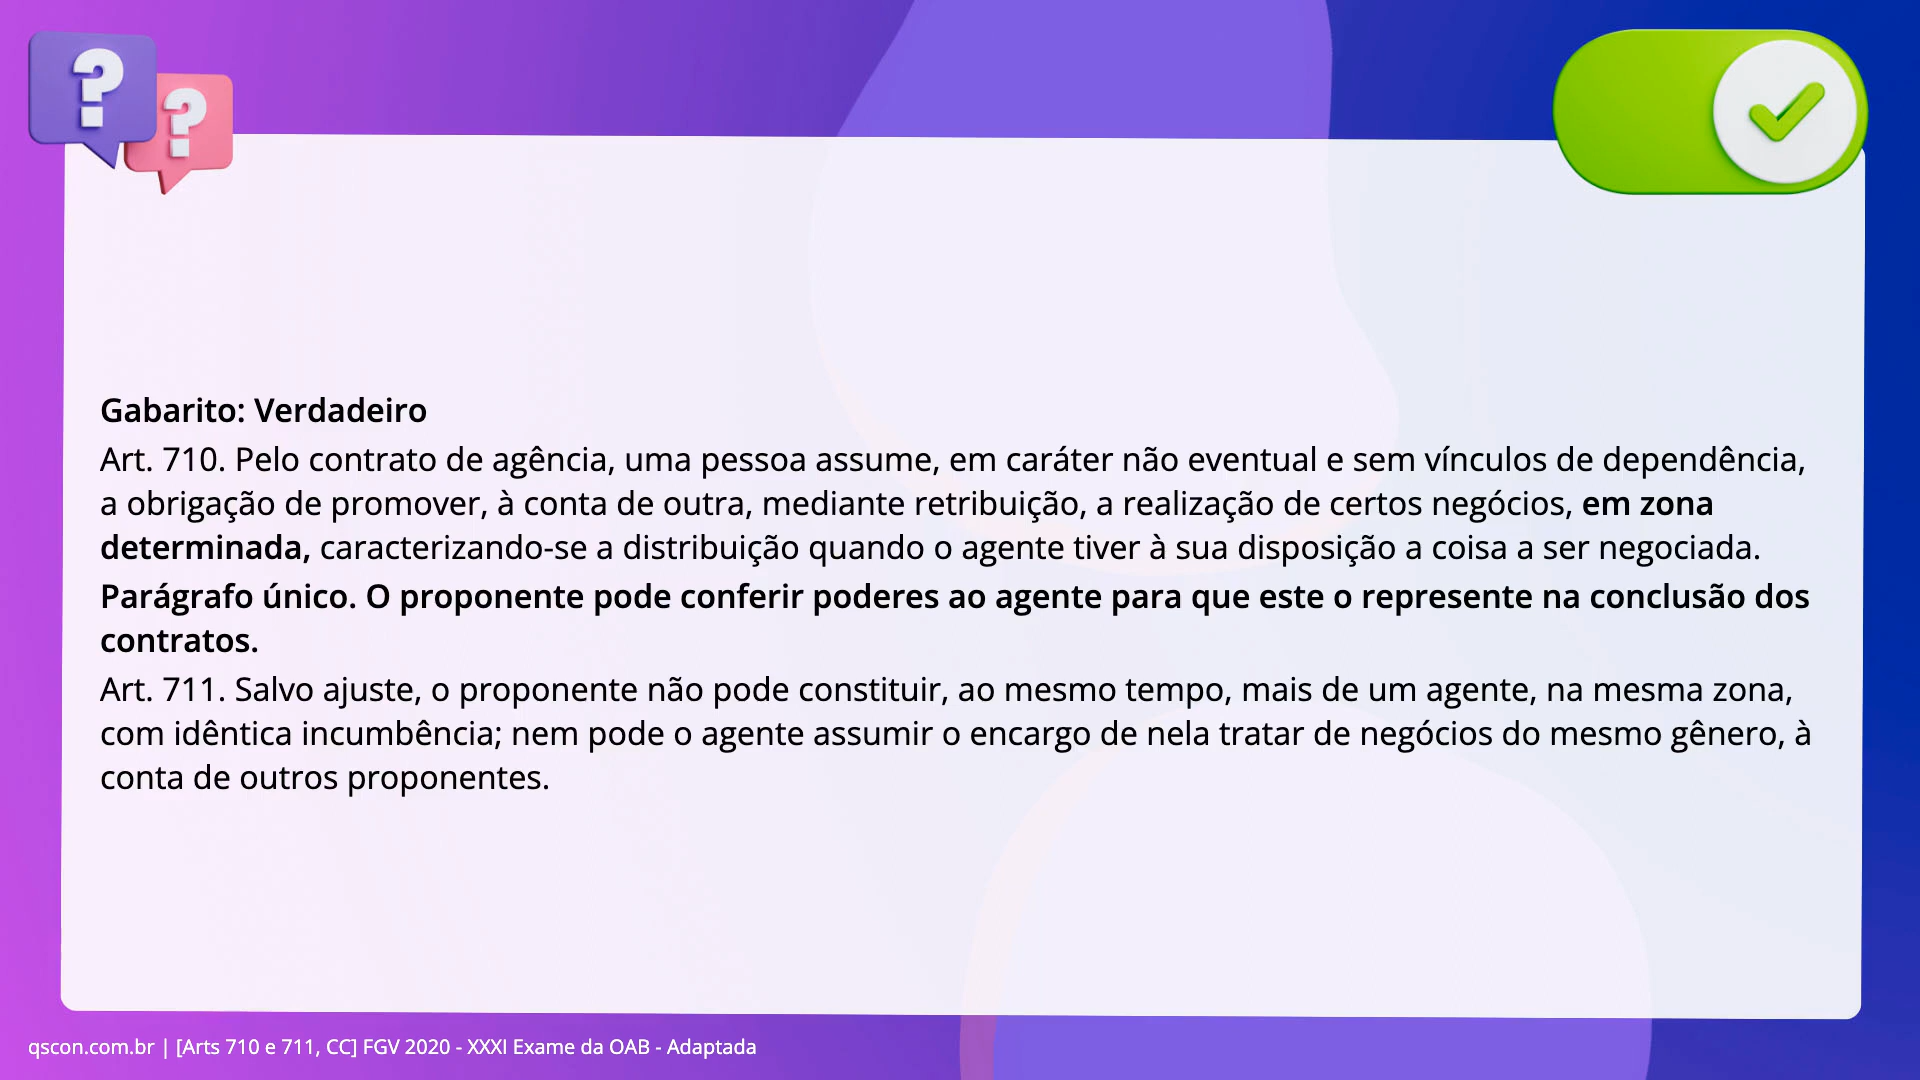 Gabarito: Verdadeiro
Art. 710. Pelo contrato de agência, uma pessoa assume, em caráter não eventual e sem vínculos de dependência,
a obrigação de promover, à conta de outra, mediante retribuição, a realização de certos negócios, em zona
determinada, caracterizando-se a distribuição quando o agente tiver à sua disposição a coisa a ser negociada.
Parágrafo único. O proponente pode conferir poderes ao agente para que este o represente na conclusão dos
contratos.
Art. 711. Salvo ajuste, o proponente não pode constituir, ao mesmo tempo, mais de um agente, na mesma zona,
com idêntica incumbência; nem pode o agente assumir o encargo de nela tratar de negócios do mesmo gênero, à
conta de outros proponentes.
qscon.com.br | [Arts 710 e 711, CC] FGV 2020 - XXXI Exame da OAB - Adaptada